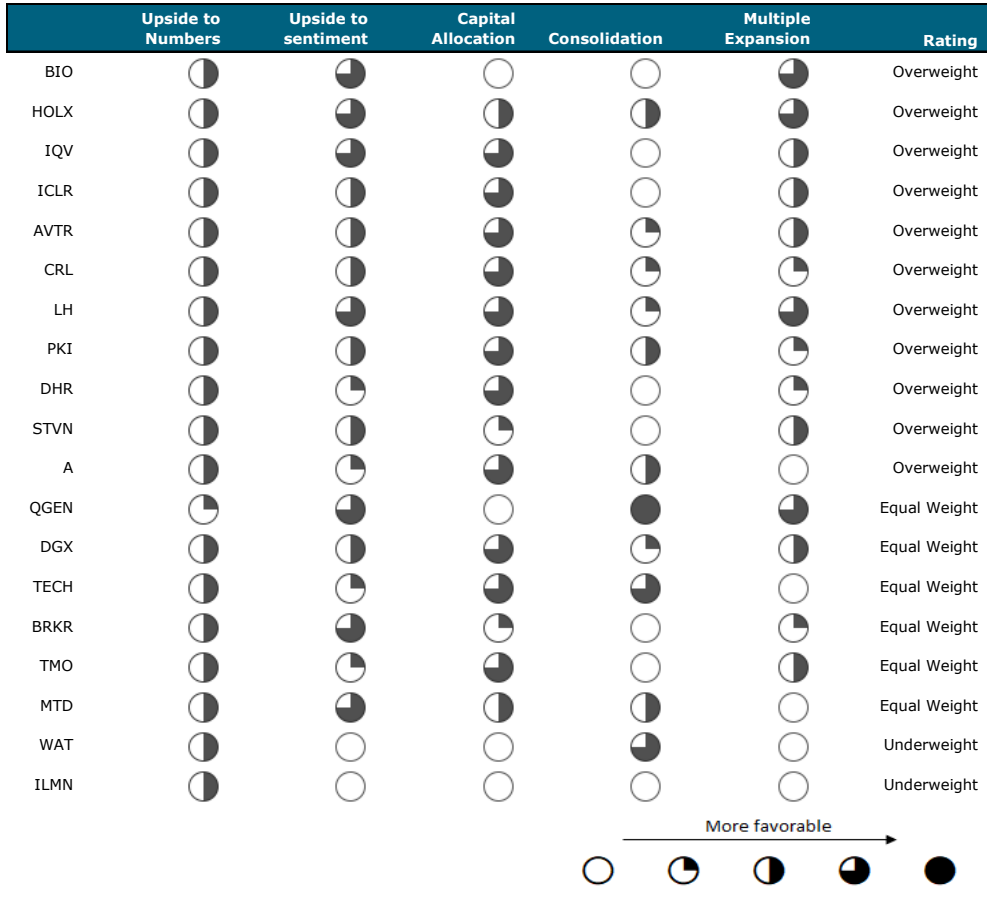 Upside to Numbers Upside to sentiment Capital Allocation Consolidation Multiple Expansion Rating
BIO Overweight
HOLX Overweight
IQV Overweight
ICLR Overweight
AVTR Overweight
CRL Overweight
LH Overweight
PKI Overweight
DHR Overweight
STVN Overweight
A Overweight
QGEN Equal Weight
DGX Equal Weight
TECH Equal Weight
BRKR Equal Weight
TMO Equal Weight
MTD Equal Weight
WAT Underweight
ILMN Underweight
More favorable